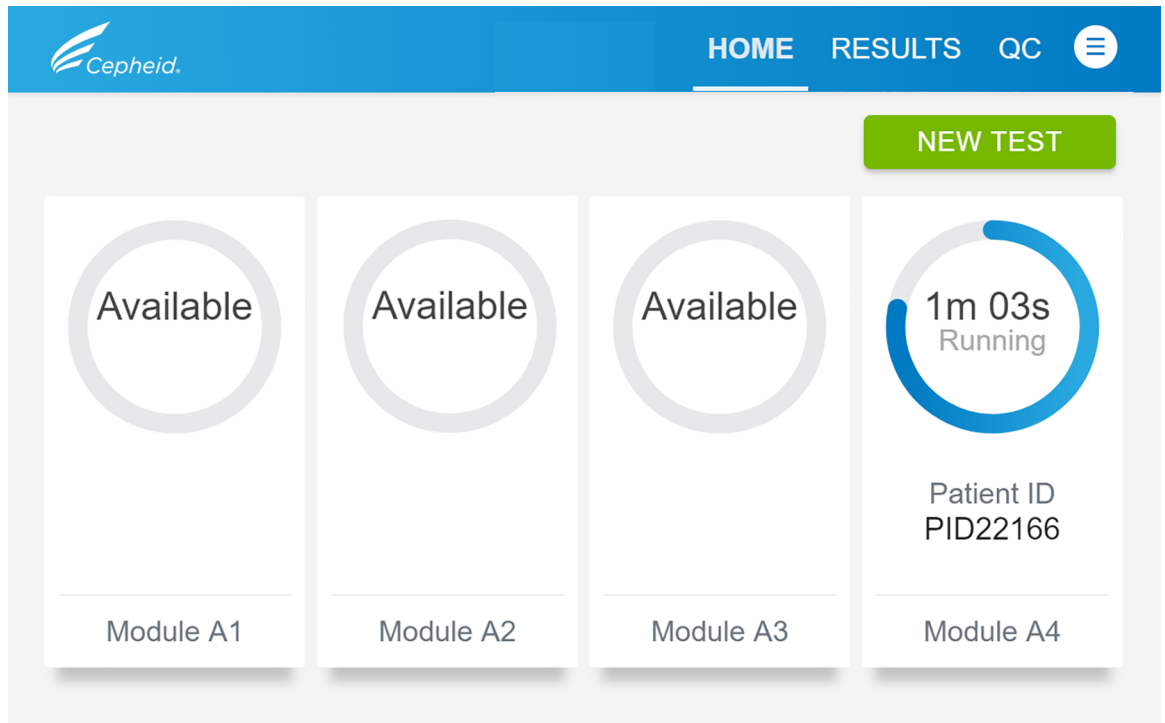 Cepheid.
HOME RESULTS QC
NEW TEST
Available
Available
Available
1m 03s
Running
Patient ID
PID22166
Module A1
Module A2
Module A3
Module A4